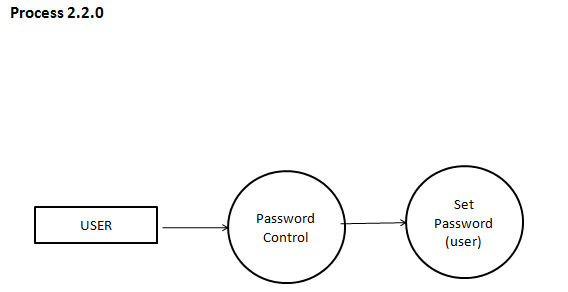 Process 2.2.0
USER
Password
Control
Set
Password
(user)